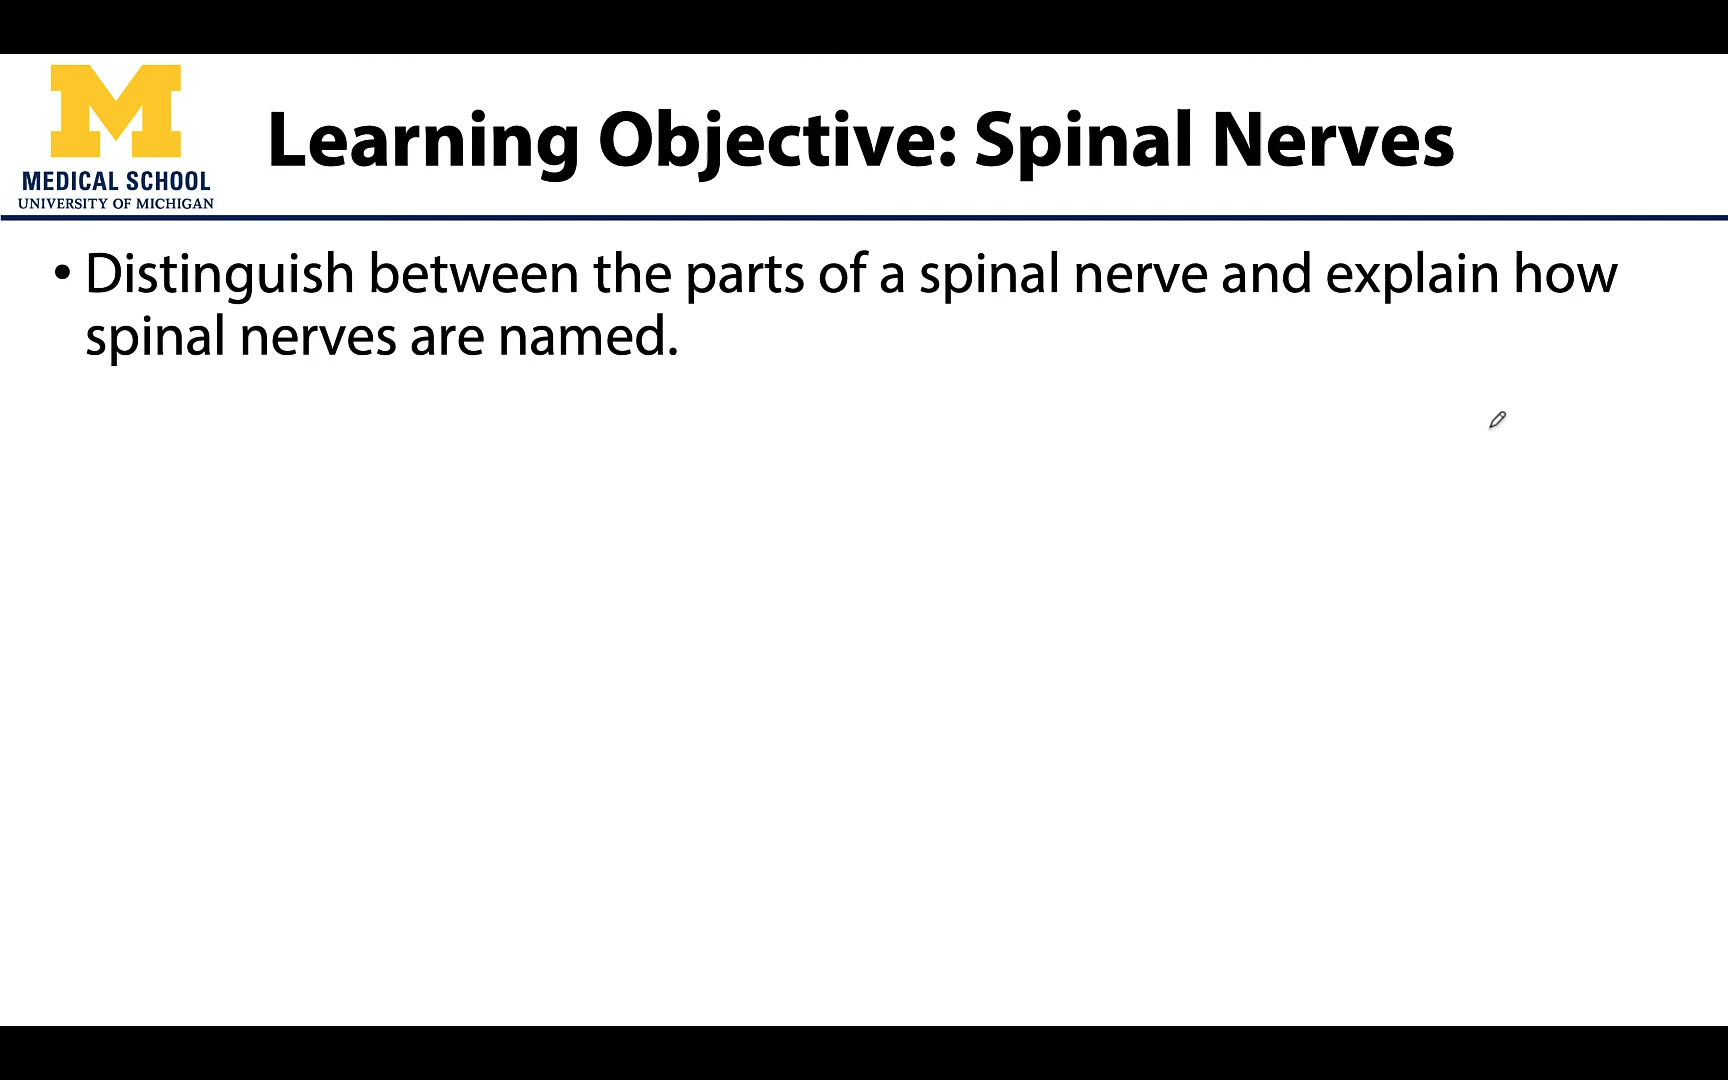 M
MEDICAL SCHOOL
UNIVERSITY OF MICHIGAN
Learning Objective: Spinal Nerves
• Distinguish between the parts of a spinal nerve and explain how
spinal nerves are named.